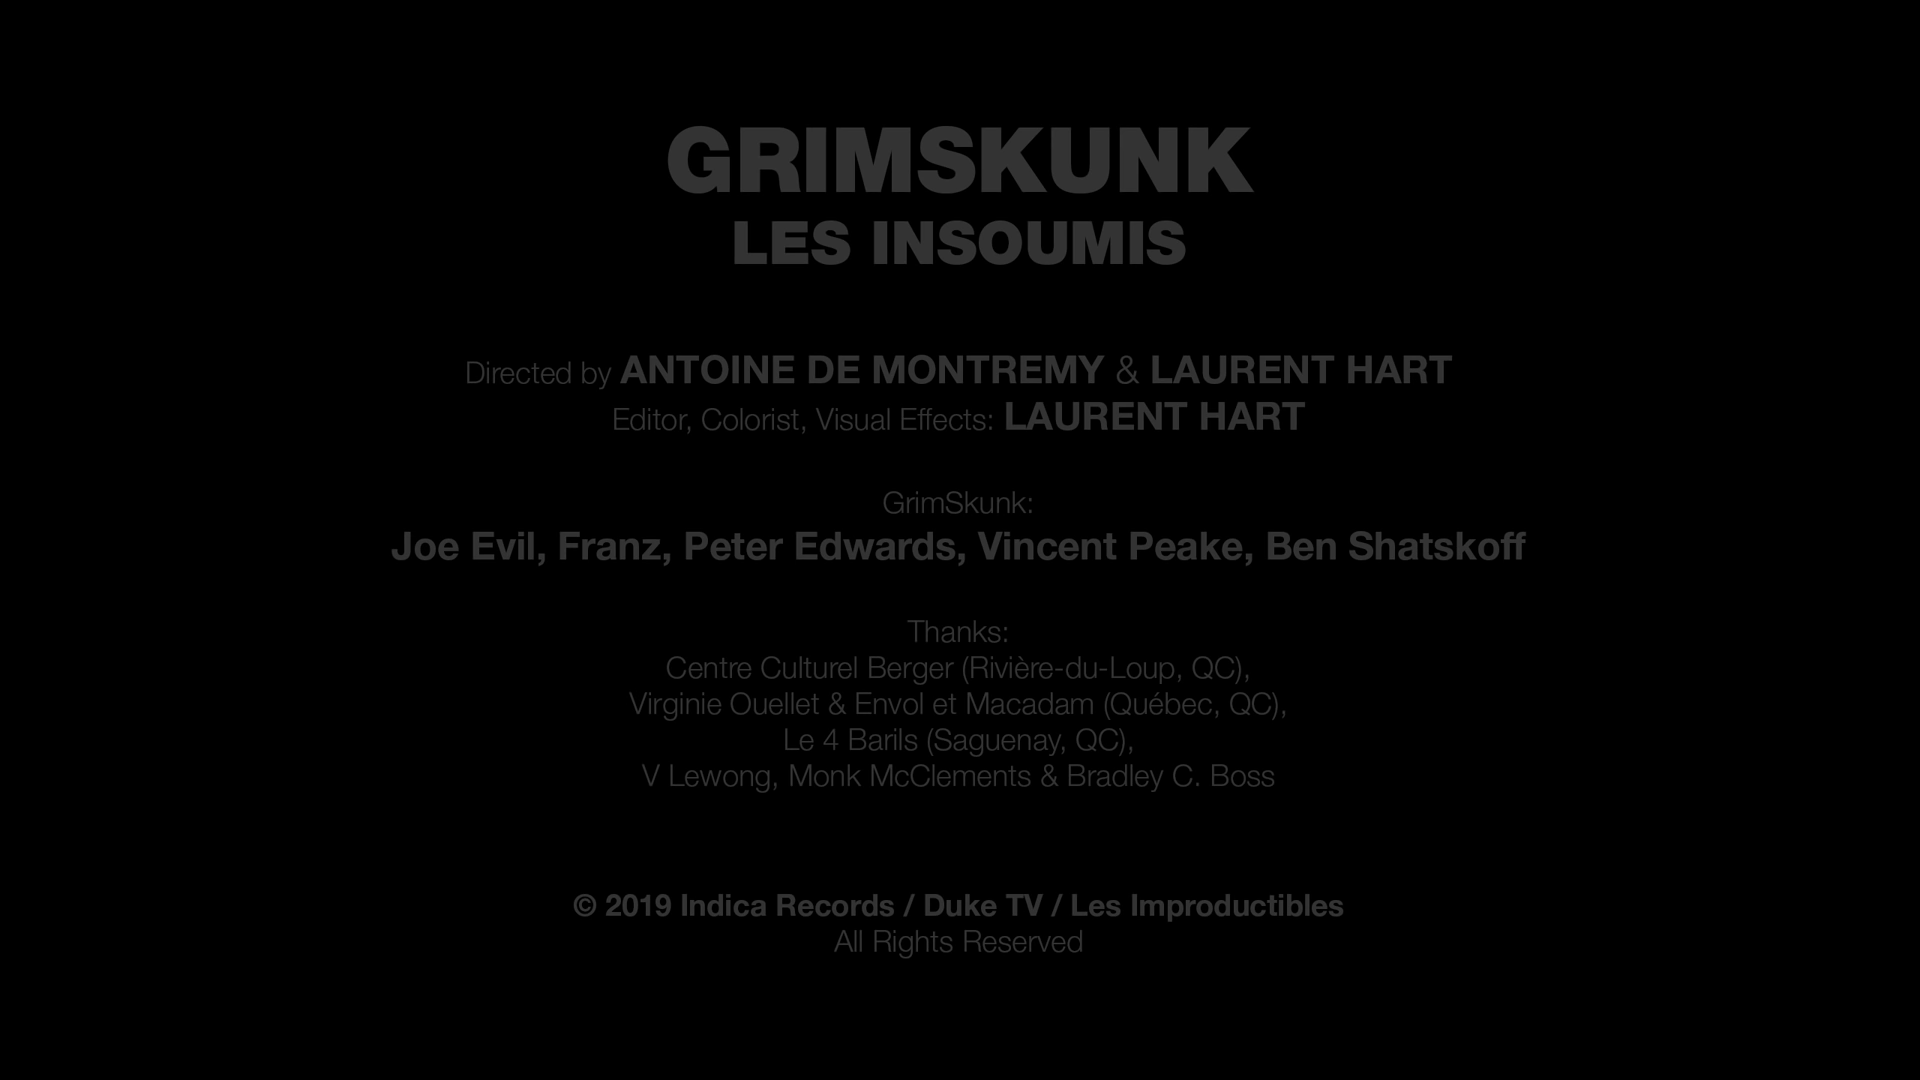 GRIMSKUNK
LES INSOUMIS
Directed by ANTOINE DE MONTREMY & LAURENT HART
Editor, Colorist, Visual Effects: LAURENT HART
GrimSkunk:
Joe Evil, Franz, Peter Edwards, Vincent Peake, Ben Shatskoff
Thanks:
Centre Culturel Berger (Rivière-du-Loup, QC),
Virginie Ouellet & Envol et Macadam (Québec, QC),
Le 4 Barils (Saguenay, QC),
V Lewong, Monk McClements & Bradley C. Boss
© 2019 Indica Records / Duke TV / Les Improductibles
All Rights Reserved